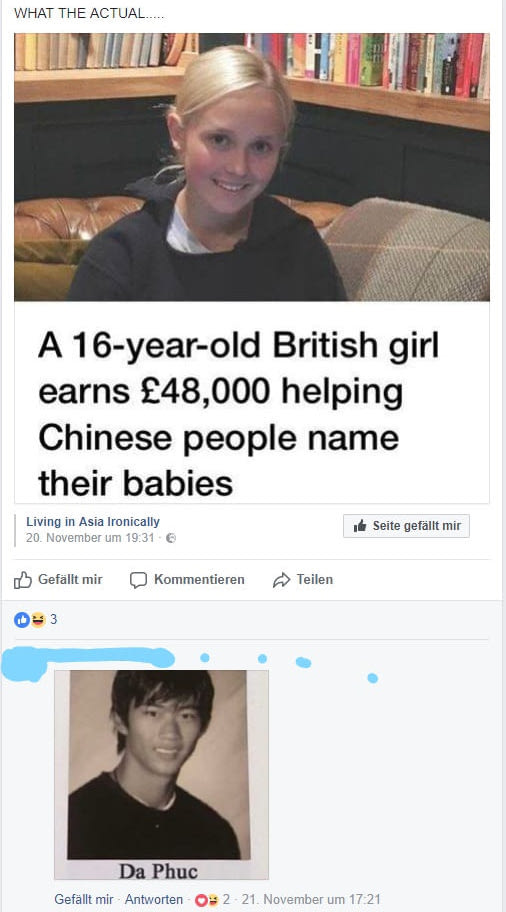 WHAT THE ACTUAL.....
A 16-year-old British girl
earns £48,000 helping
Chinese people name
their babies
Living in Asia Ironically
20. November um 19:31 ·
Seite gefällt mir
Gefällt mir Kommentieren Teilen
3
Da Phuc
Gefällt mir · Antworten · 2 · 21. November um 17:21